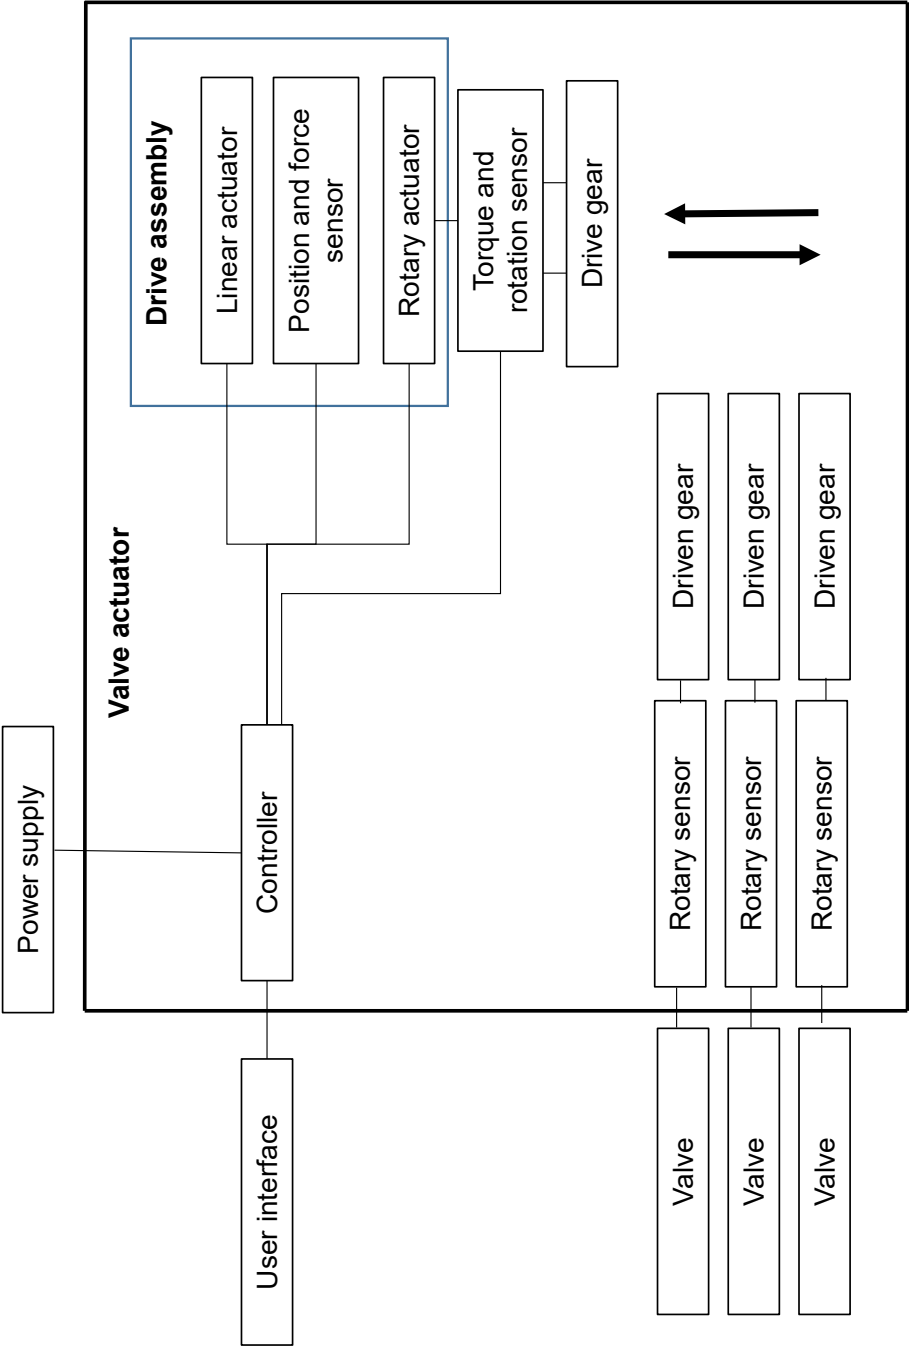 Power supply
Valve actuator
Drive assembly
User interface
Controller
Linear actuator
Position and force
sensor
Rotary actuator
Torque and
rotation sensor
Drive gear
Valve
Rotary sensor
Driven gear
Valve
Rotary sensor
Driven gear
Valve
Rotary sensor
Driven gear